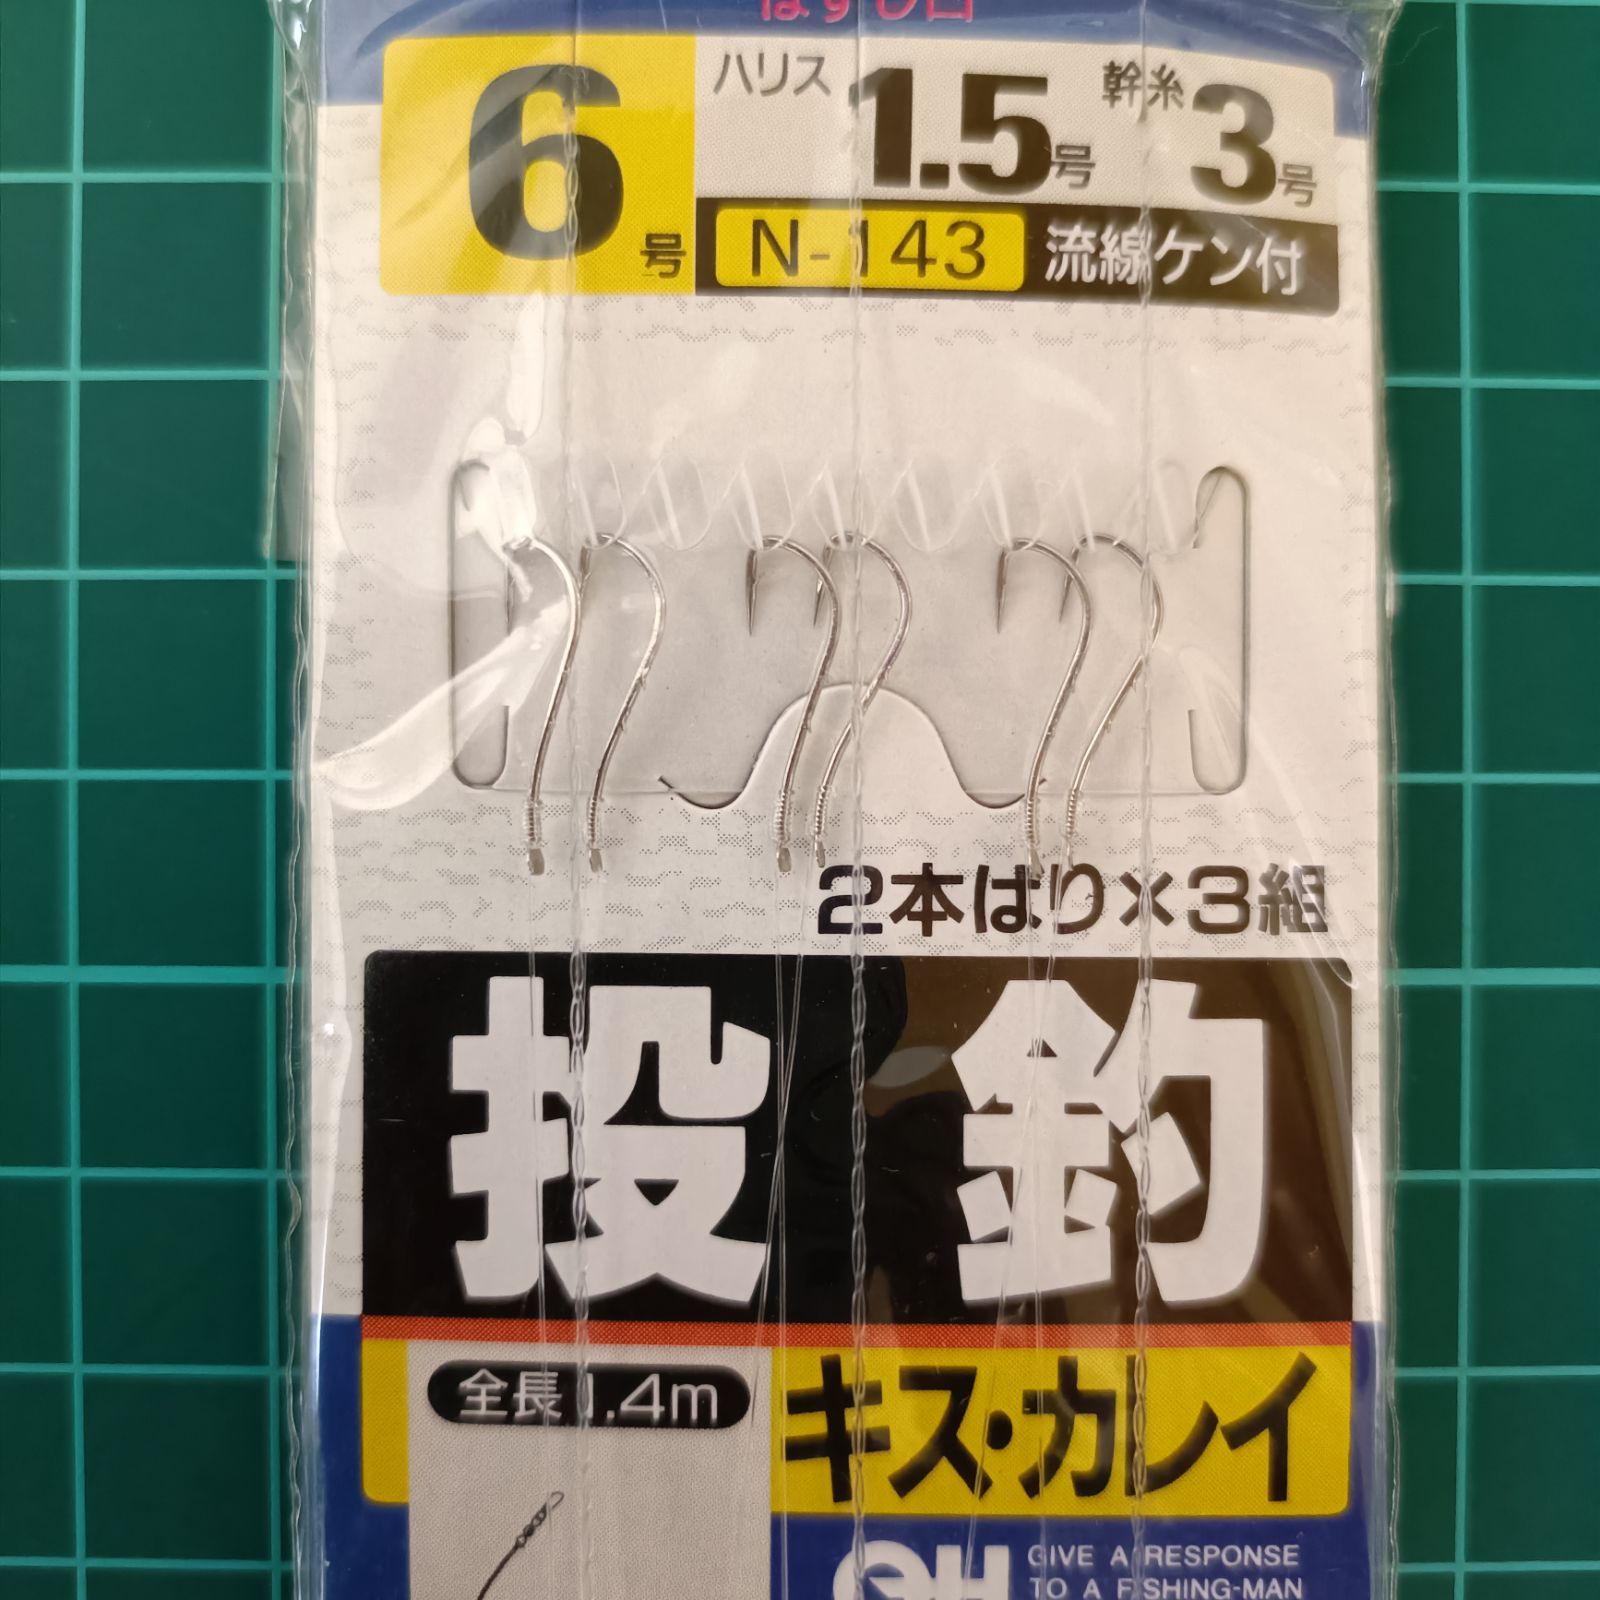 6号
ハリス 1.5号 幹糸 3号
N-143 流線ケン付
2本ばり×3組
投釣
全長1.4m
キス・カレイ
GIVE A RESPONSE
TO A FISHING-MAN